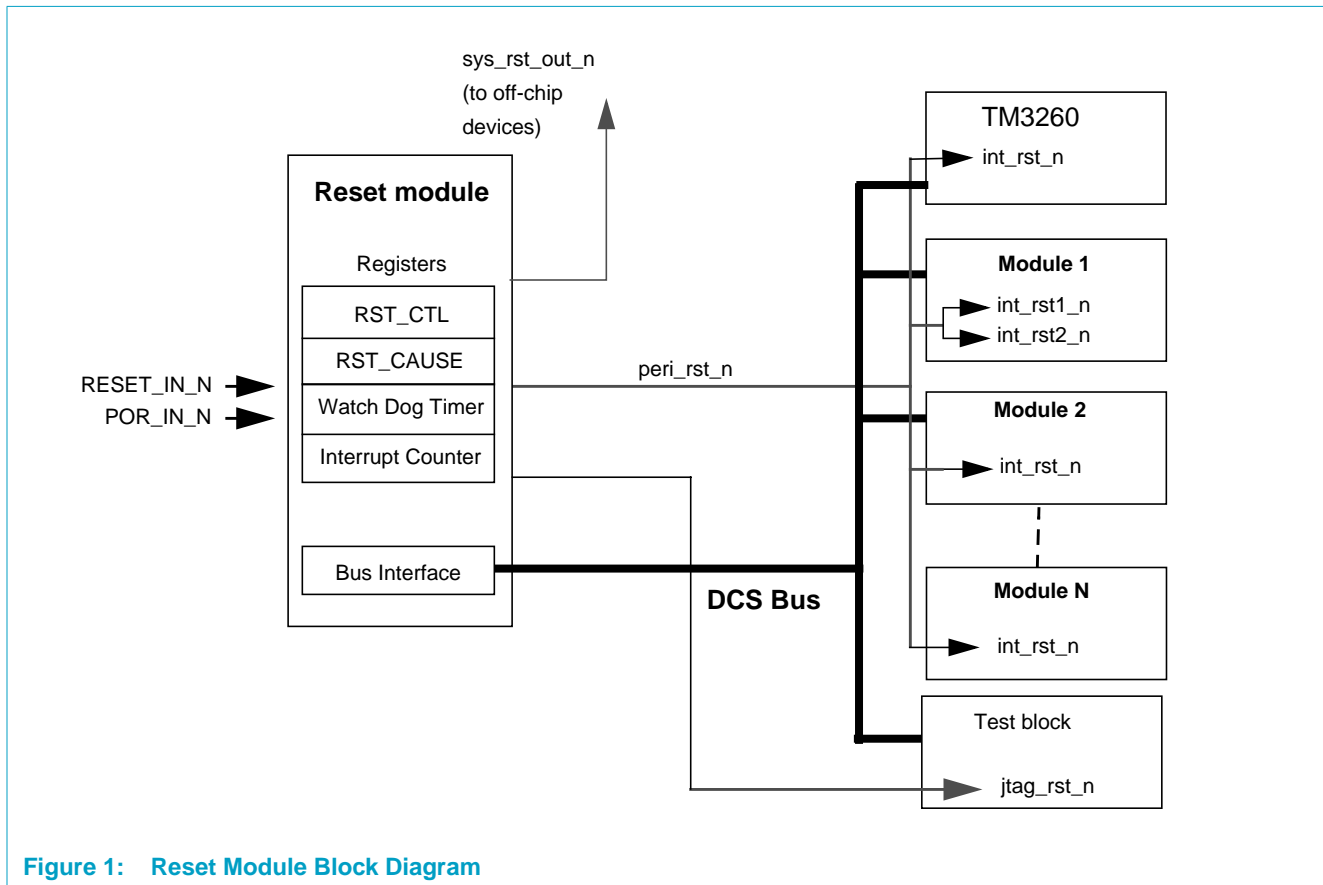 sys_rst_out_n
(to off-chip
devices)
Reset module
Registers
RST_CTL
RST_CAUSE
Watch Dog Timer
Interrupt Counter
Bus Interface
RESET_IN_N
POR_IN_N
peri_rst_n
DCS Bus
TM3260
int_rst_n
Module 1
int_rst1_n
int_rst2_n
Module 2
int_rst_n
Module N
int_rst_n
Test block
jtag_rst_n
Figure 1: Reset Module Block Diagram